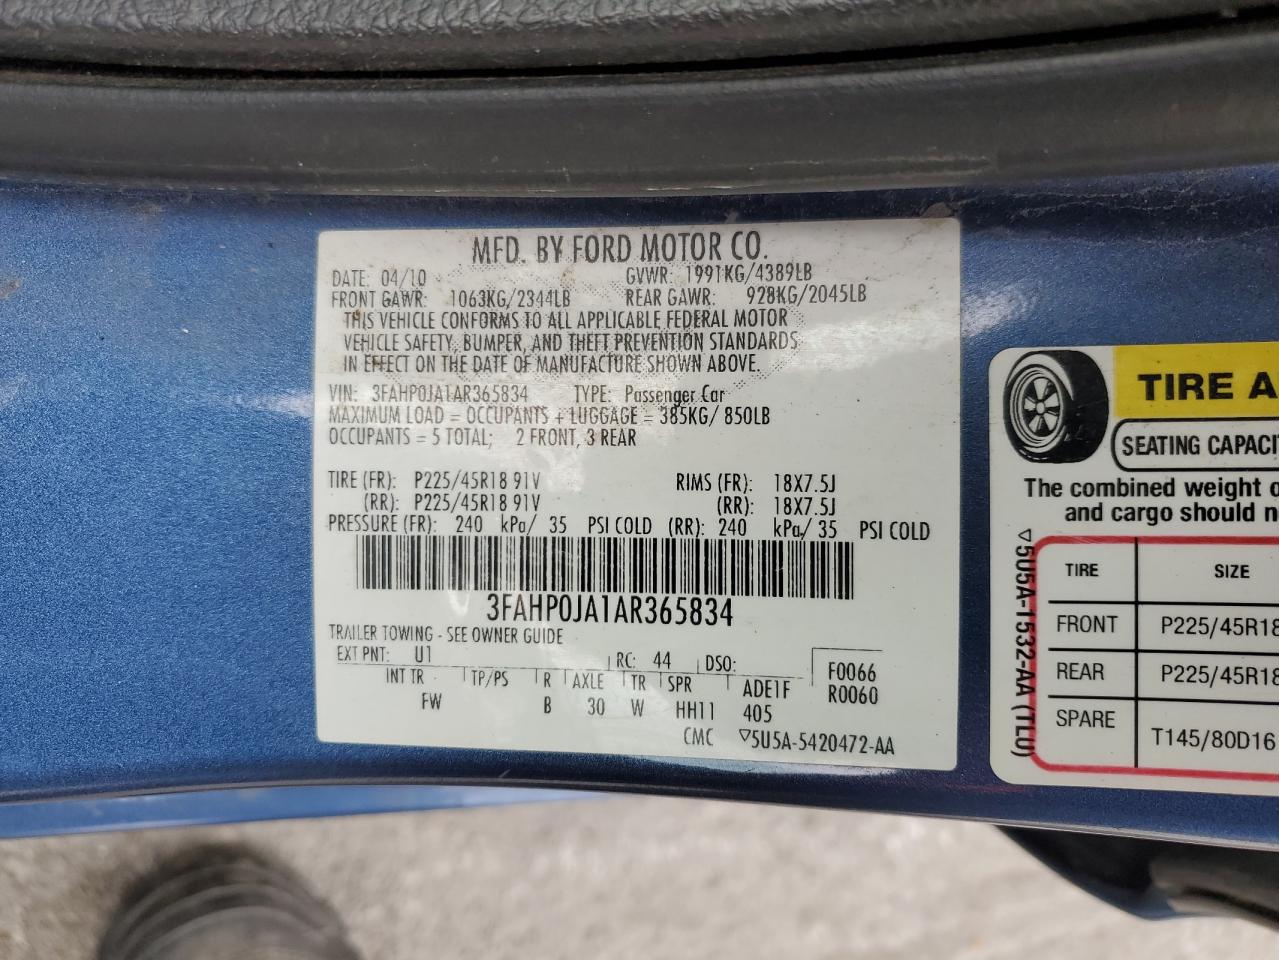 MFD. BY FORD MOTOR CO.
DATE: 04/10 GVWR: 1991KG/4389LB
FRONT GAWR: 1063KG/2344LB REAR GAWR: 928KG/2045LB
THIS VEHICLE CONFORMS TO ALL APPLICABLE FEDERAL MOTOR
VEHICLE SAFETY, BUMPER, AND THEFT PREVENTION STANDARDS
IN EFFECT ON THE DATE OF MANUFACTURE SHOWN ABOVE.
VIN: 3FAHP0JA1AR365834 TYPE: Passenger Car
MAXIMUM LOAD = OCCUPANTS + LUGGAGE = 385KG/ 850LB
OCCUPANTS = 5 TOTAL; 2 FRONT, 3 REAR
TIRE (FR): P225/45R18 91V RIMS (FR): 18X7.5J
(RR): P225/45R18 91V (RR): 18X7.5J
PRESSURE (FR): 240 kPa/ 35 PSI COLD (RR): 240 kPa/ 35 PSI COLD
3FAHP0JA1AR365834
TRAILER TOWING - SEE OWNER GUIDE
EXT PNT: U1 RC: 44 DSO: F0066
INT TR TP/PS R AXLE TR SPR ADE1F R0060
FW B 30 W HH11 405
CMC ▽5U5A-5420472-AA
TIRE A
SEATING CAPACI
The combined weight o
and cargo should n
TIRE SIZE
FRONT P225/45R18
REAR P225/45R18
SPARE T145/80D16
▽5U5A-1532-AA (TLU)